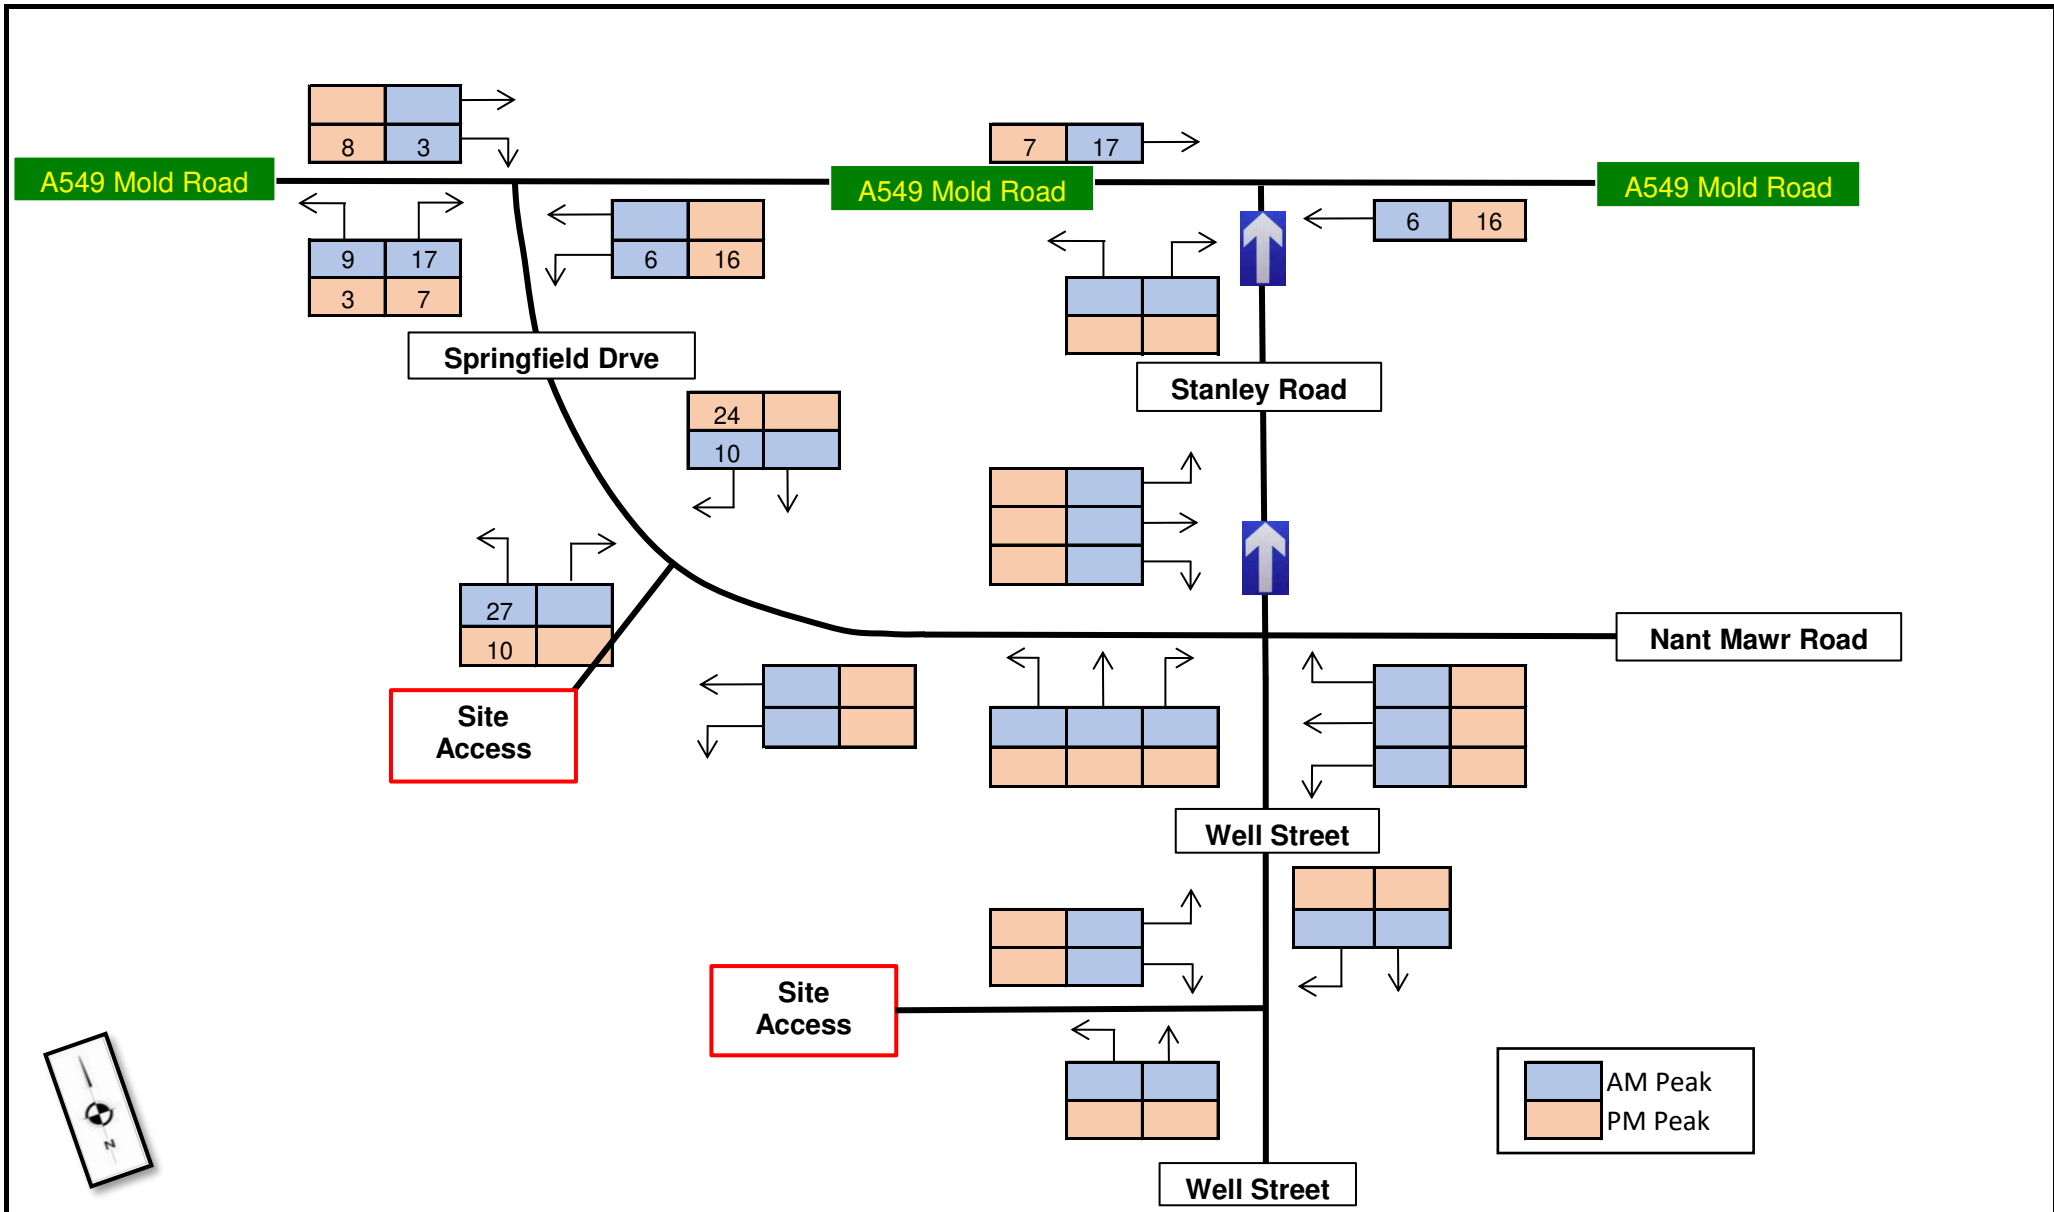 8 3
7 17
A549 Mold Road
A549 Mold Road
A549 Mold Road
6 16
9 17
6 16
3 7
Springfield Drve
Stanley Road
24
10
27
10
Nant Mawr Road
Site
Access
Well Street
Site
Access
AM Peak
PM Peak
Well Street
N